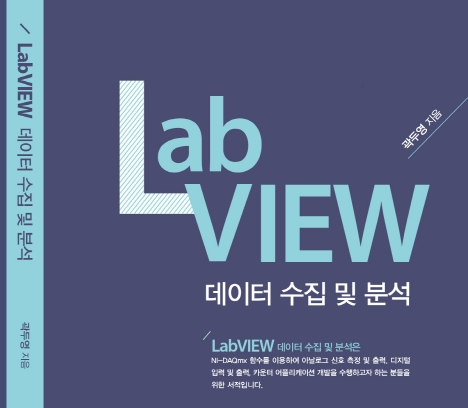 LabVIEW 데이터 수집 및 분석
곽두영 지음
Lab
VIEW
곽두영 지음
데이터 수집 및 분석
LabVIEW 데이터 수집 및 분석은
NI-DAQmx 함수를 이용하여 아날로그 신호 측정 및 출력, 디지털
입력 및 출력, 카운터 어플리케이션 개발을 수행하고자 하는 분들을
위한 서적입니다.